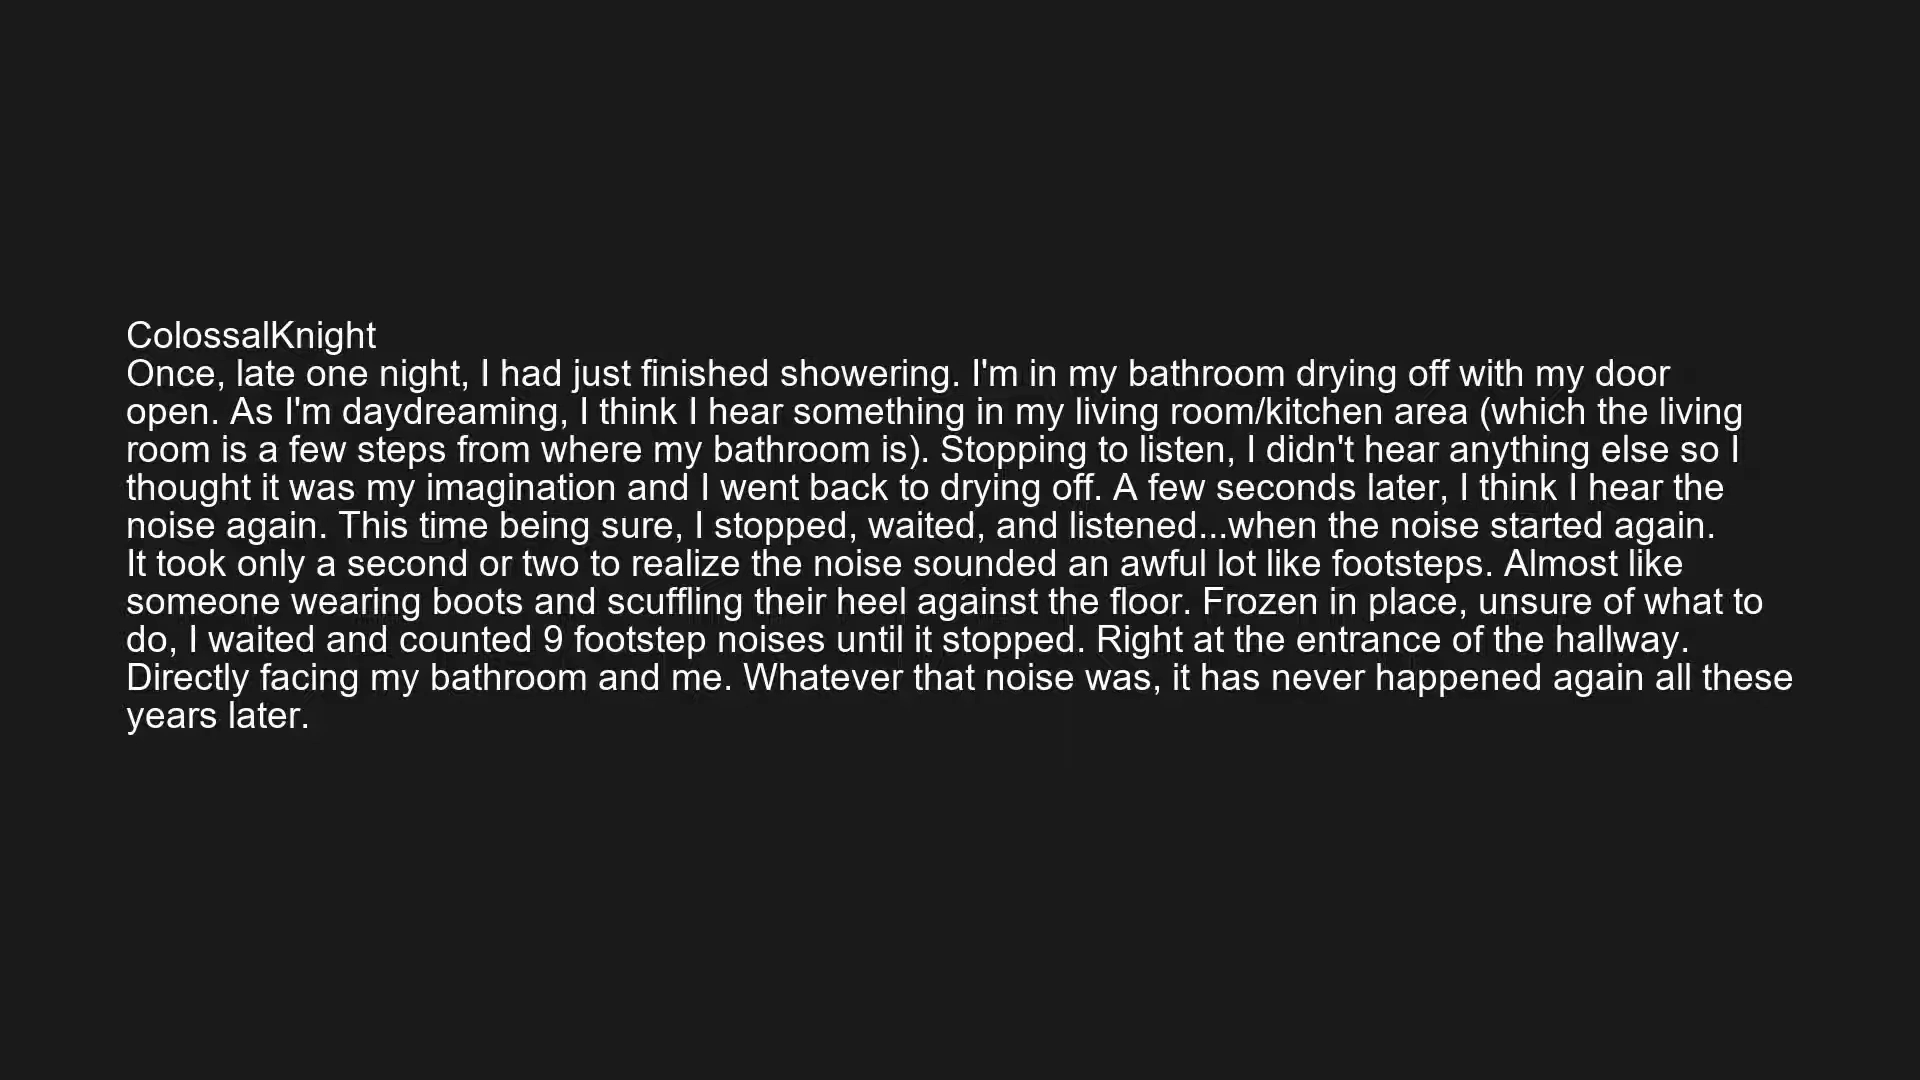 ColossalKnight
Once, late one night, I had just finished showering. I'm in my bathroom drying off with my door
open. As I'm daydreaming, I think I hear something in my living room/kitchen area (which the living
room is a few steps from where my bathroom is). Stopping to listen, I didn't hear anything else so I
thought it was my imagination and I went back to drying off. A few seconds later, I think I hear the
noise again. This time being sure, I stopped, waited, and listened...when the noise started again.
It took only a second or two to realize the noise sounded an awful lot like footsteps. Almost like
someone wearing boots and scuffling their heel against the floor. Frozen in place, unsure of what to
do, I waited and counted 9 footstep noises until it stopped. Right at the entrance of the hallway.
Directly facing my bathroom and me. Whatever that noise was, it has never happened again all these
years later.